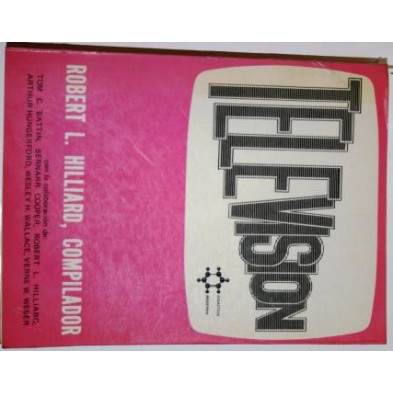 TELEVISION
ROBERT L. HILLIARD, COMPILADOR
con la colaboración de:
TOM C. BATTIN, BERNARR COOPER, ROBERT L. HILLIARD,
ARTHUR HUNGERFORD, WESLEY H. WALLACE, VERNE W. WEBER